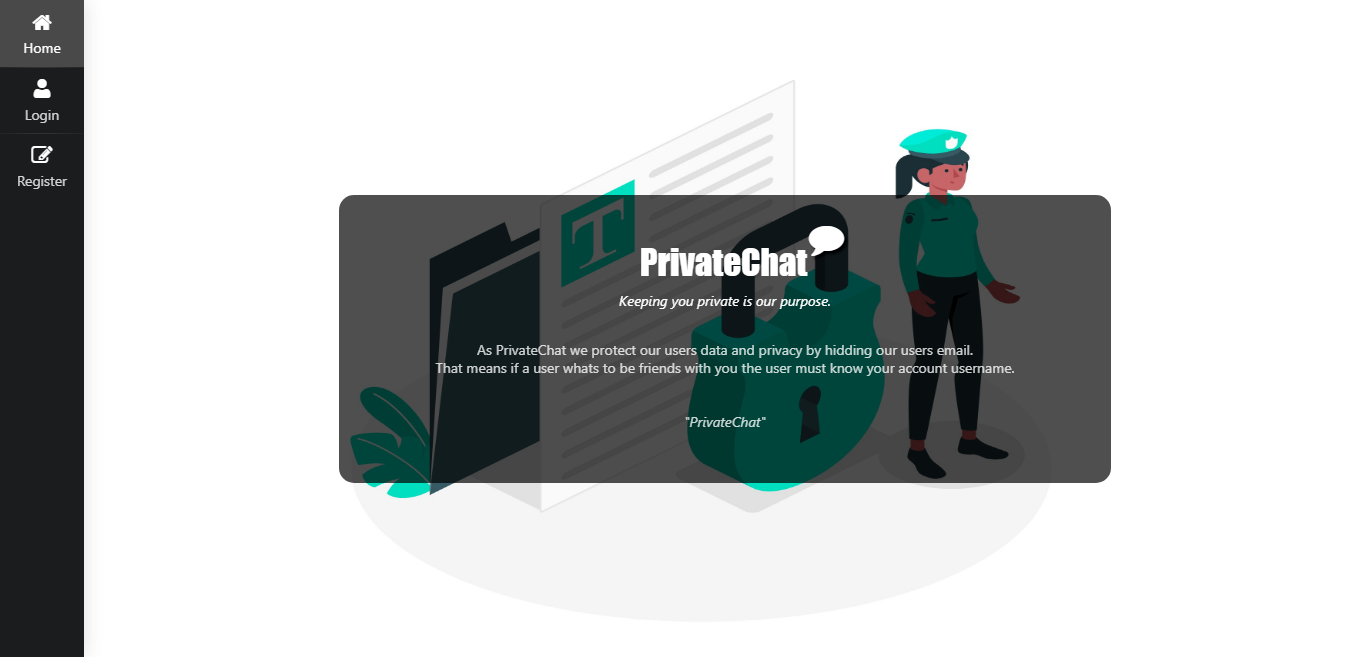 Home
Login
Register
T
PrivateChat
Keeping you private is our purpose.
As PrivateChat we protect our users data and privacy by hidding our users email.
That means if a user whats to be friends with you the user must know your account username.
"PrivateChat"